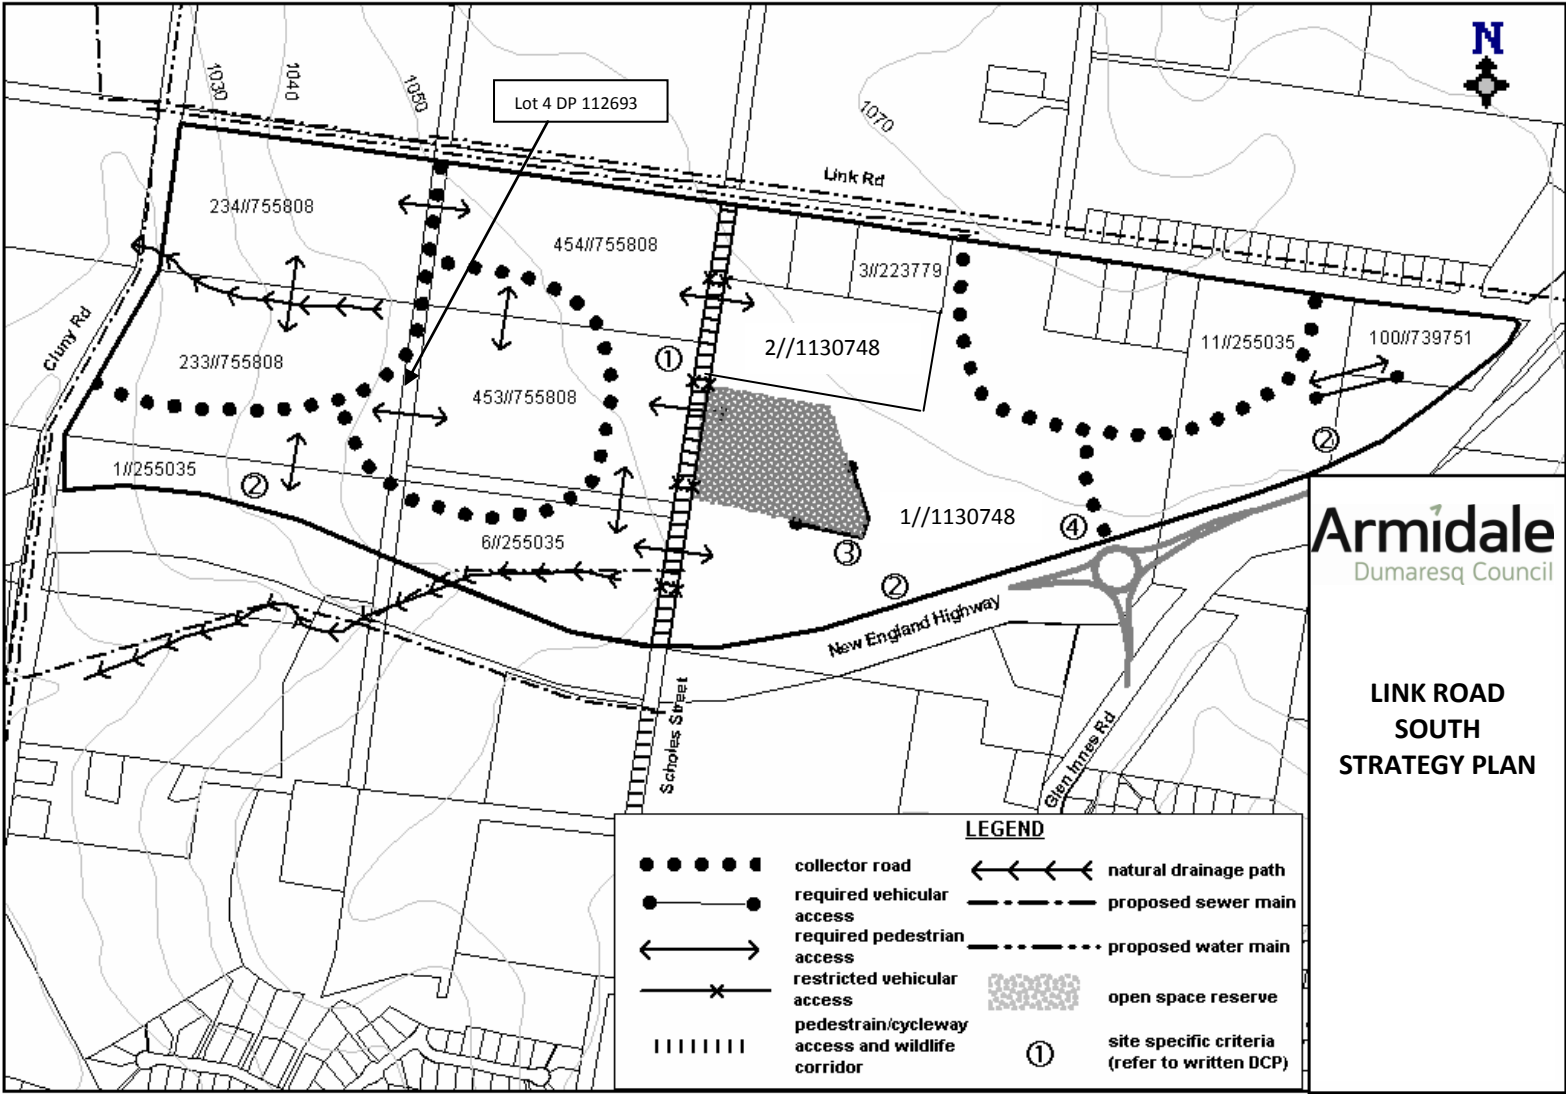 N
1030
1040
1050
Lot 4 DP 112693
1070
Link Rd
234//755808
454//755808
3//223779
Cluny Rd
233//755808
①
2//1130748
11//255035
100//739751
453//755808
1//255035
②
②
6//255035
1//1130748
④
③
②
New England Highway
Scholes Street
Glen Innes Rd
Armidale
Dumaresq Council
LINK ROAD
SOUTH
STRATEGY PLAN
LEGEND
collector road
required vehicular
access
required pedestrian
access
restricted vehicular
access
pedestrain/cycleway
access and wildlife
corridor
natural drainage path
proposed sewer main
proposed water main
open space reserve
①
site specific criteria
(refer to written DCP)